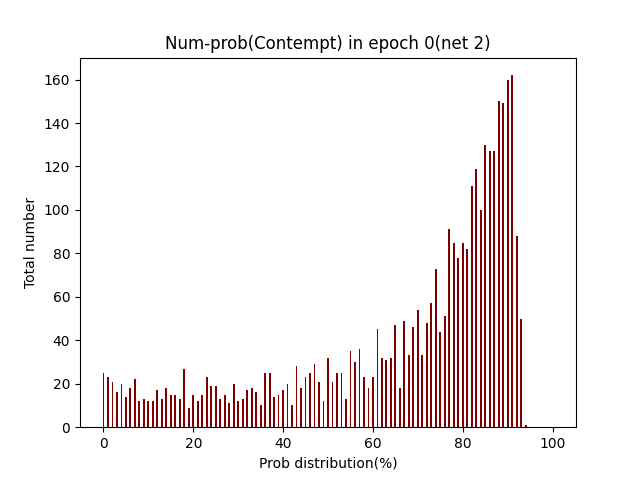 Num-prob(Contempt) in epoch 0(net 2)
Total number
160
140
120
100
80
60
40
20
0
0 20 40 60 80 100
Prob distribution(%)